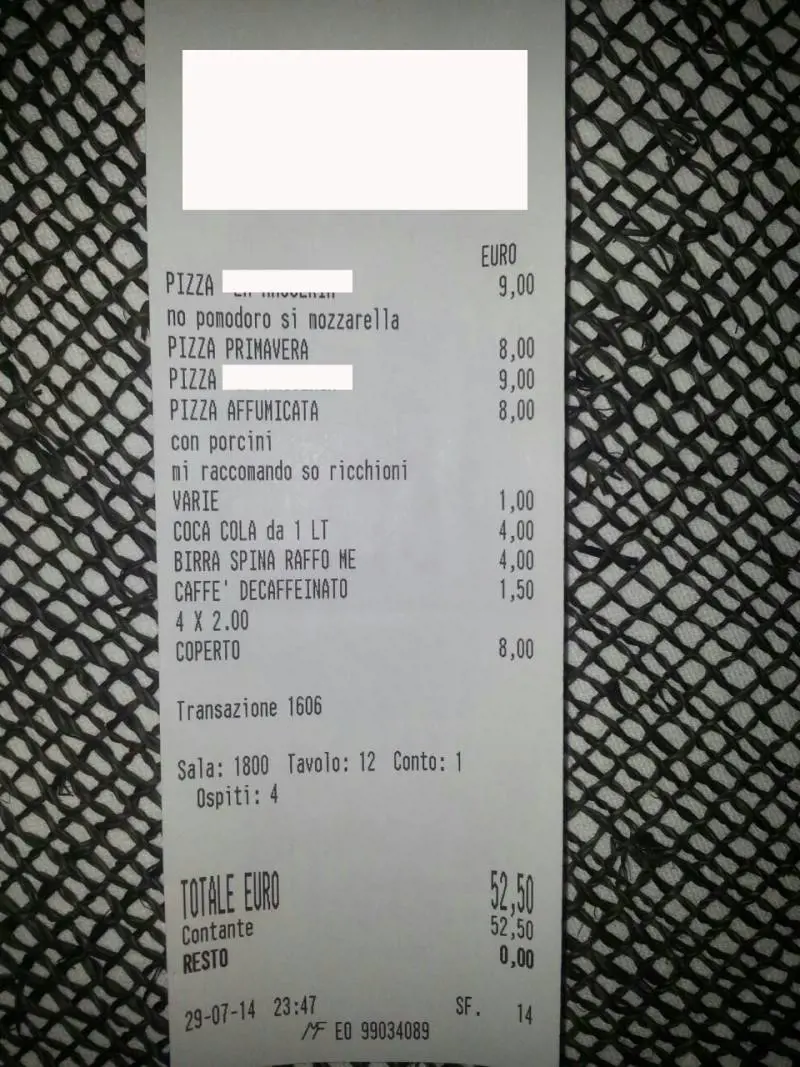 EURO
PIZZA 9,00
no pomodoro si mozzarella
PIZZA PRIMAVERA 8,00
PIZZA 9,00
PIZZA AFFUMICATA 8,00
con porcini
mi raccomando so ricchioni
VARIE 1,00
COCA COLA da 1 LT 4,00
BIRRA SPINA RAFFO ME 4,00
CAFFE' DECAFFEINATO 1,50
4 X 2.00
COPERTO 8,00
Transazione 1606
Sala: 1800 Tavolo: 12 Conto: 1
Ospiti: 4
TOTALE EURO 52,50
Contante 52,50
RESTO 0,00
29-07-14 23:47 SF. 14
MF EO 99034089